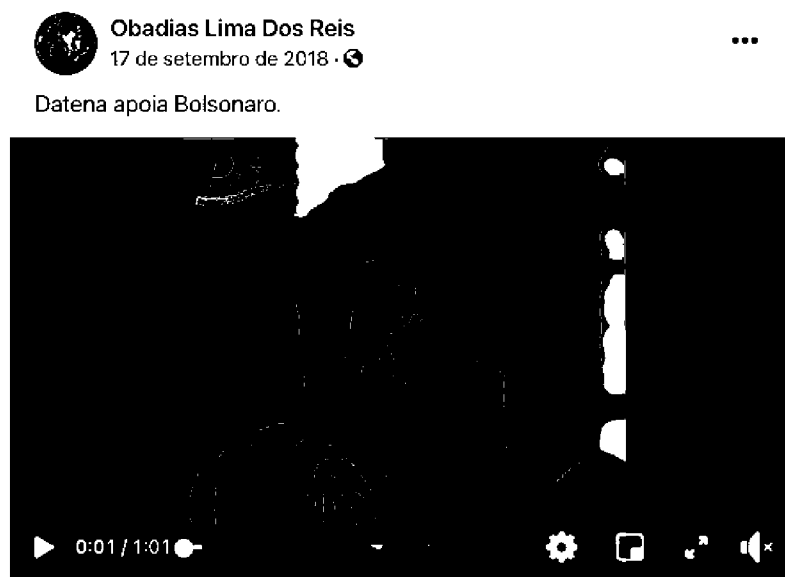 Obadias Lima Dos Reis
17 de setembro de 2018 ·
Datena apoia Bolsonaro.
0:01 / 1:01